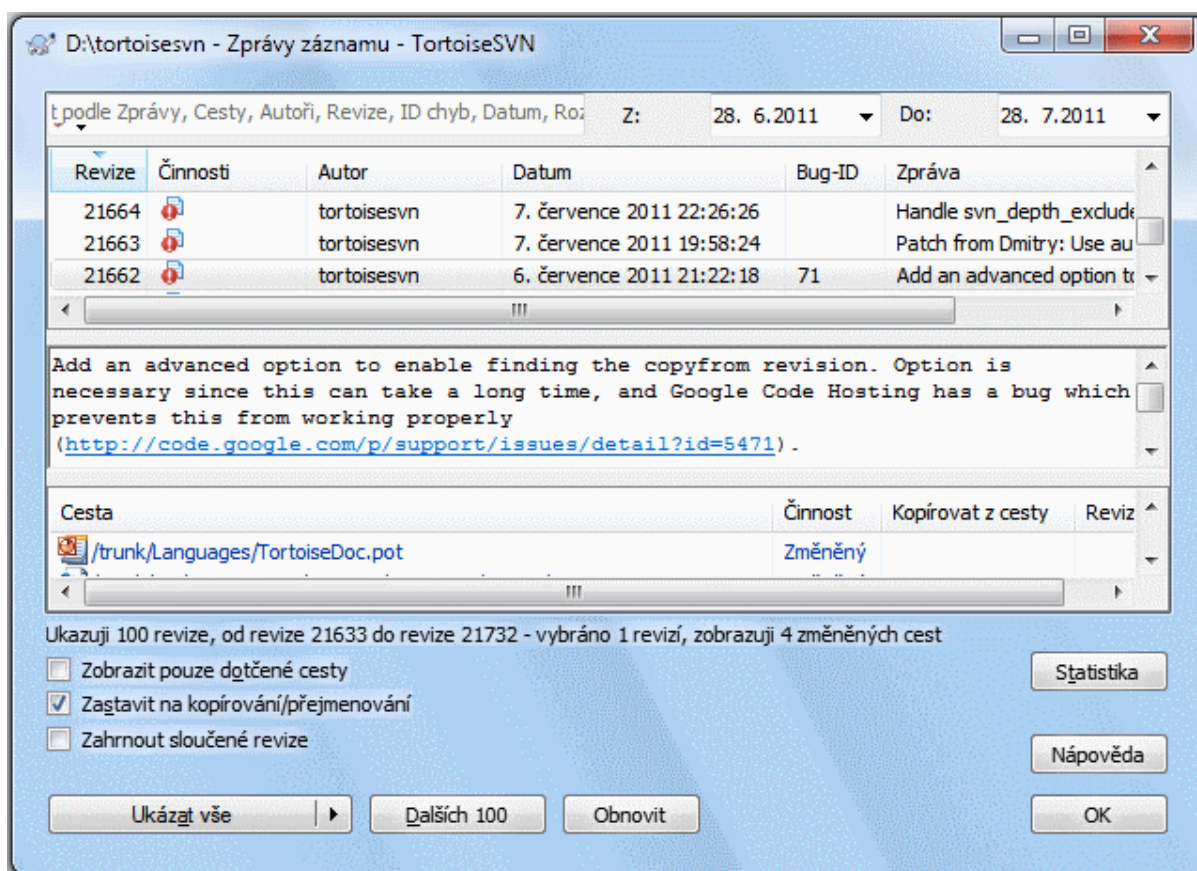 D:\tortoisesvn - Zprávy záznamu - TortoiseSVN
podle Zprávy, Cesty, Autoři, Revize, ID chyb, Datum, Z: 28. 6.2011 Do: 28. 7.2011
Revize Činnosti Autor Datum Bug-ID Zpráva
21664 tortoisesvn 7. července 2011 22:26:26 Handle svn_depth_exclude
21663 tortoisesvn 7. července 2011 19:58:24 Patch from Dmitry: Use au
21662 tortoisesvn 6. července 2011 21:22:18 71 Add an advanced option to
Add an advanced option to enable finding the copyfrom revision. Option is
necessary since this can take a long time, and Google Code Hosting has a bug which
prevents this from working properly
(http://code.google.com/p/support/issues/detail?id=5471).
Cesta Činnost Kopírovat z cesty Reviz
/trunk/Languages/TortoiseDoc.pot Změněný
Ukazuji 100 revize, od revize 21633 do revize 21732 - vybráno 1 revizí, zobrazuji 4 změněných cest
Zobrazit pouze dotčené cesty
Statistika
Zastavit na kopírování/přejmenování
Zahrnout sloučené revize
Nápověda
Ukázat vše Dalších 100 Obnovit OK